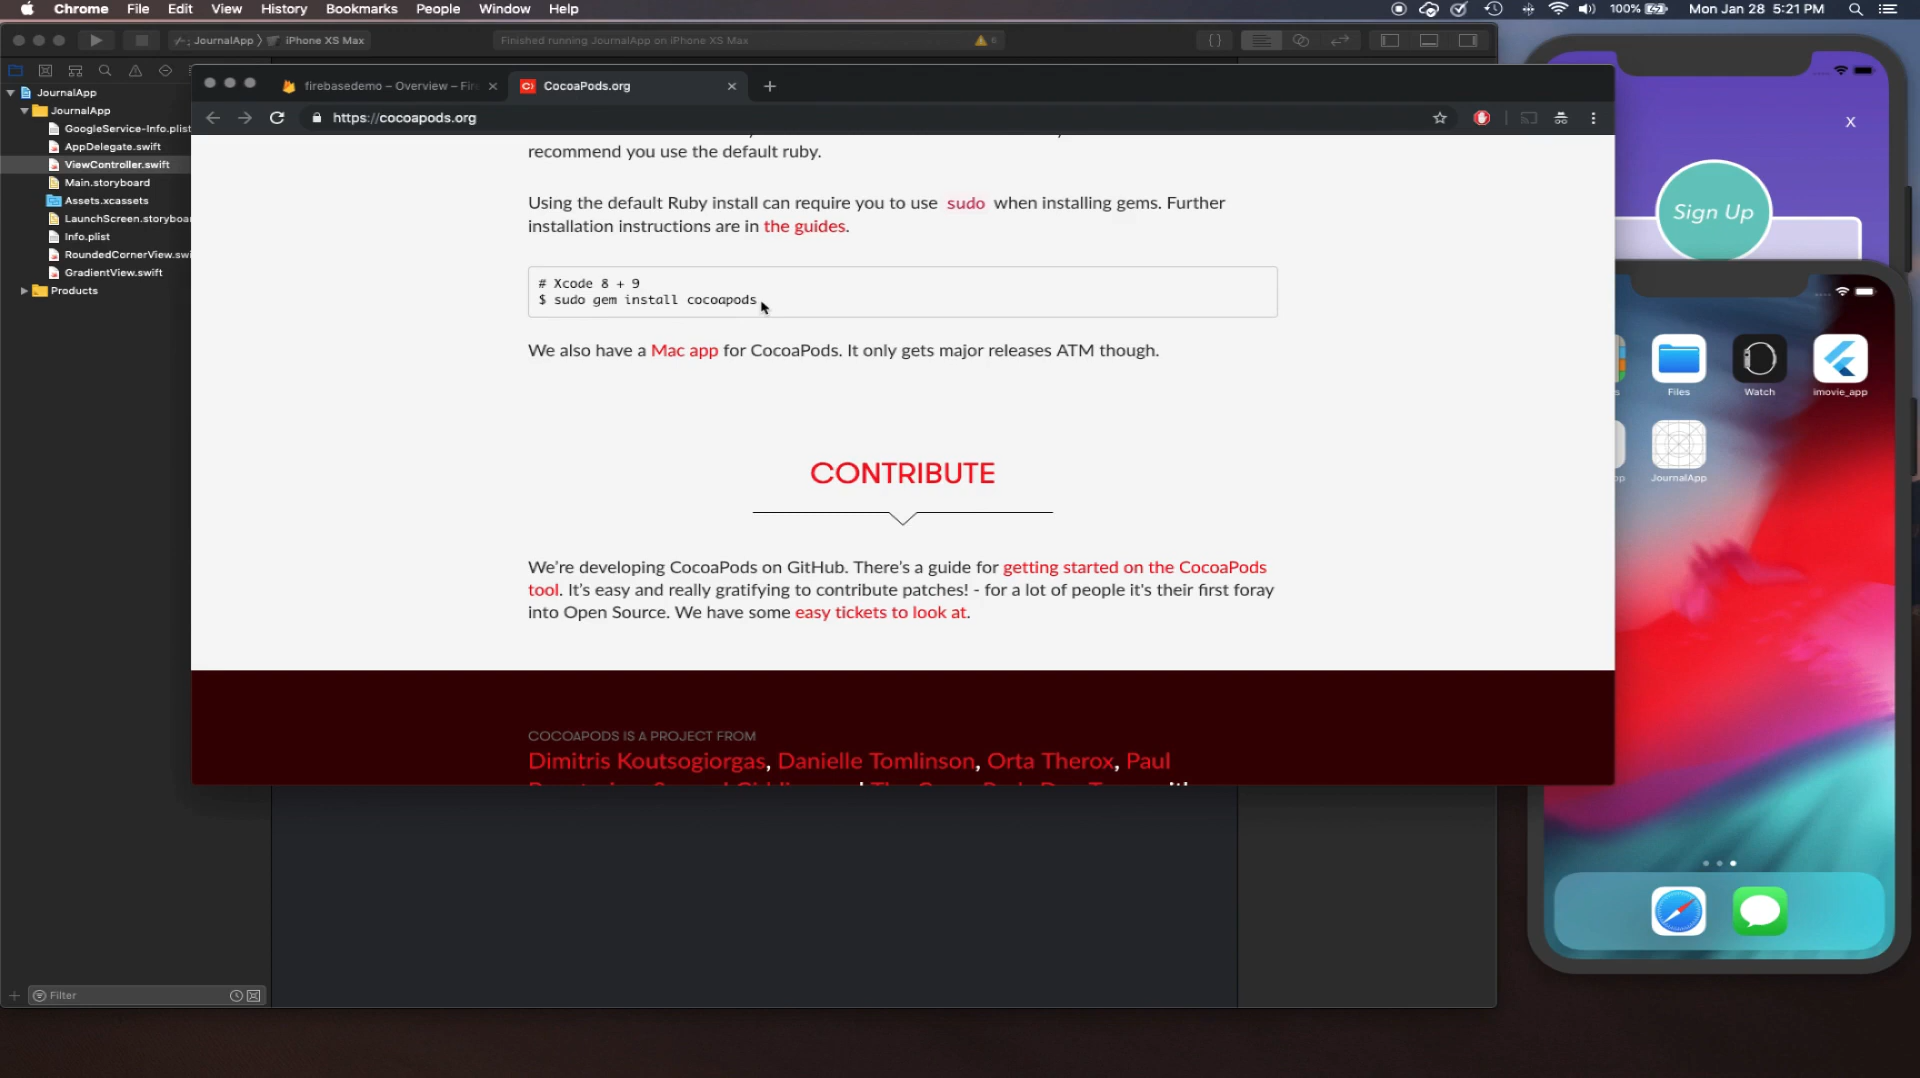 Chrome File Edit View History Bookmarks People Window Help
100% Mon Jan 28 5:21 PM
JournalApp iPhone XS Max
Finished running JournalApp on iPhone XS Max
JournalApp
JournalApp
GoogleService-Info.plist
AppDelegate.swift
ViewController.swift
Main.storyboard
Assets.xcassets
LaunchScreen.storyboar
Info.plist
RoundedCornerView.swi
GradientView.swift
Products
Filter
firebasedemo – Overview – Fir
CocoaPods.org
https://cocoapods.org
recommend you use the default ruby.
Using the default Ruby install can require you to use sudo when installing gems. Further
installation instructions are in the guides.
# Xcode 8 + 9
$ sudo gem install cocoapods
We also have a Mac app for CocoaPods. It only gets major releases ATM though.
CONTRIBUTE
We're developing CocoaPods on GitHub. There's a guide for getting started on the CocoaPods
tool. It's easy and really gratifying to contribute patches! - for a lot of people it's their first foray
into Open Source. We have some easy tickets to look at.
COCOAPODS IS A PROJECT FROM
Dimitris Koutsogiorgas, Danielle Tomlinson, Orta Therox, Paul
X
Sign Up
Files
Watch
imovie_app
JournalApp